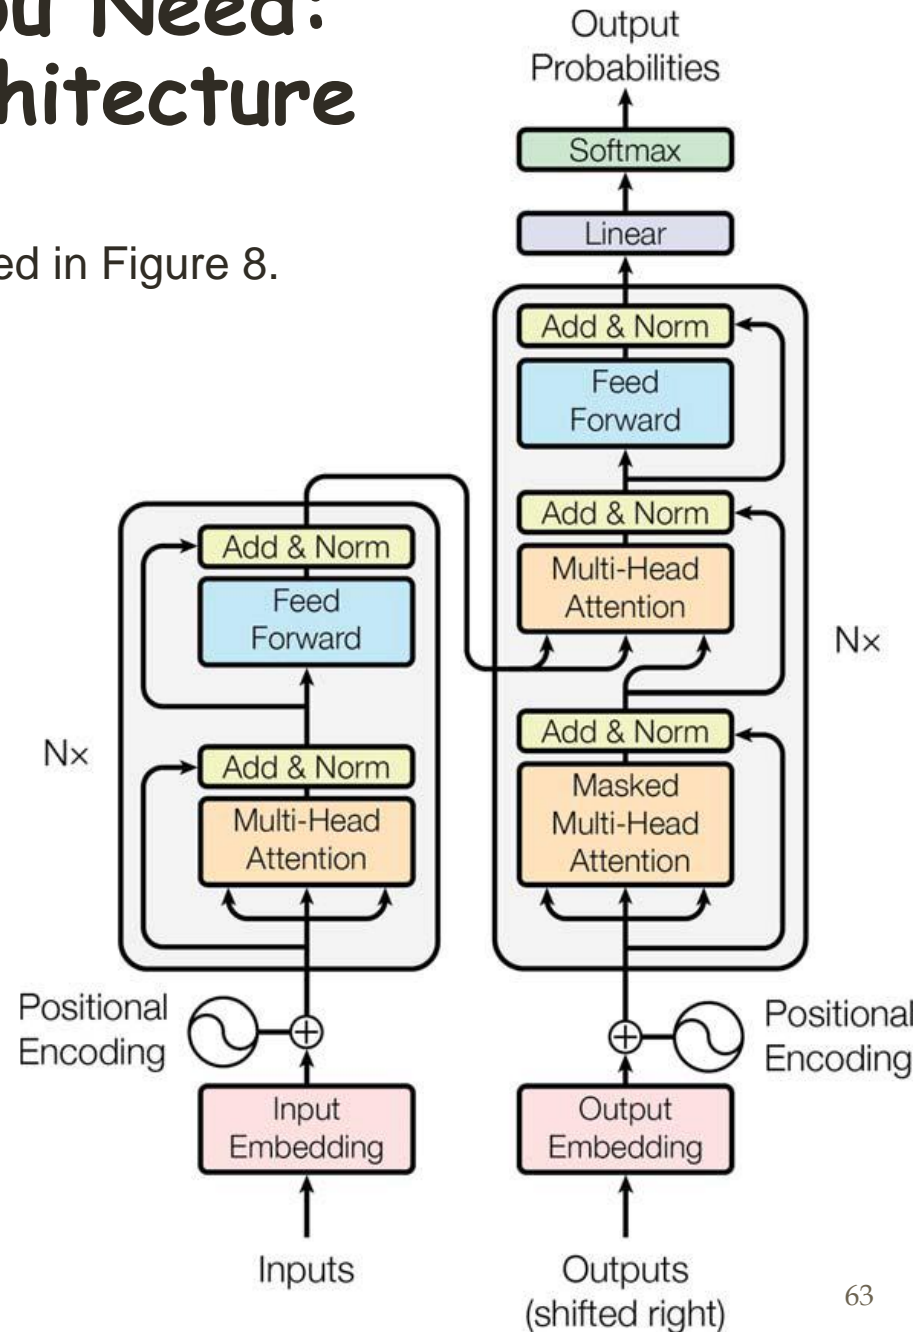 ou Need:
hitecture
ed in Figure 8.
Output
Probabilities
Softmax
Linear
Add & Norm
Feed
Forward
Add & Norm
Multi-Head
Attention
Add & Norm
Masked
Multi-Head
Attention
N×
Add & Norm
Feed
Forward
Add & Norm
Multi-Head
Attention
N×
Positional
Encoding
Positional
Encoding
Input
Embedding
Output
Embedding
Inputs
Outputs
(shifted right)
63